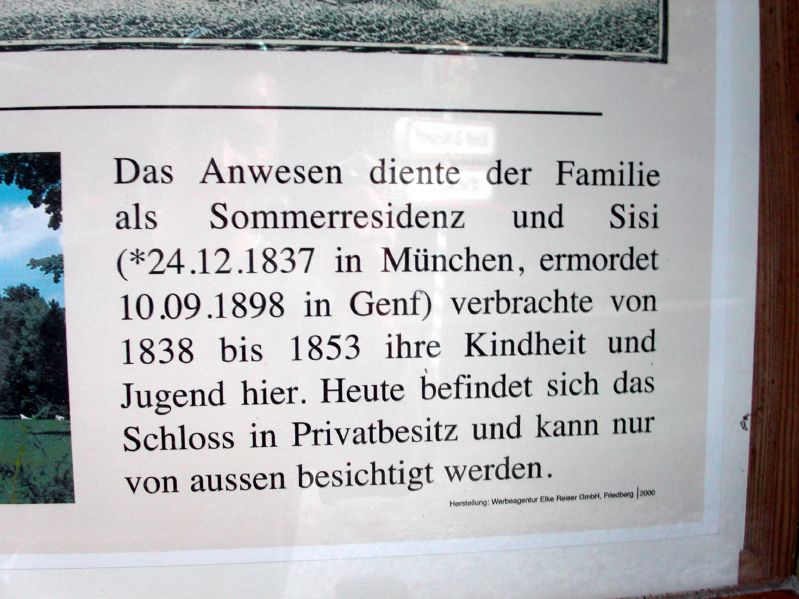 Das Anwesen diente der Familie
als Sommerresidenz und Sisi
(*24.12.1837 in München, ermordet
10.09.1898 in Genf) verbrachte von
1838 bis 1853 ihre Kindheit und
Jugend hier. Heute befindet sich das
Schloss in Privatbesitz und kann nur
von aussen besichtigt werden.
Herstellung: Werbeagentur Elke Reiser GmbH, Friedberg | 2000